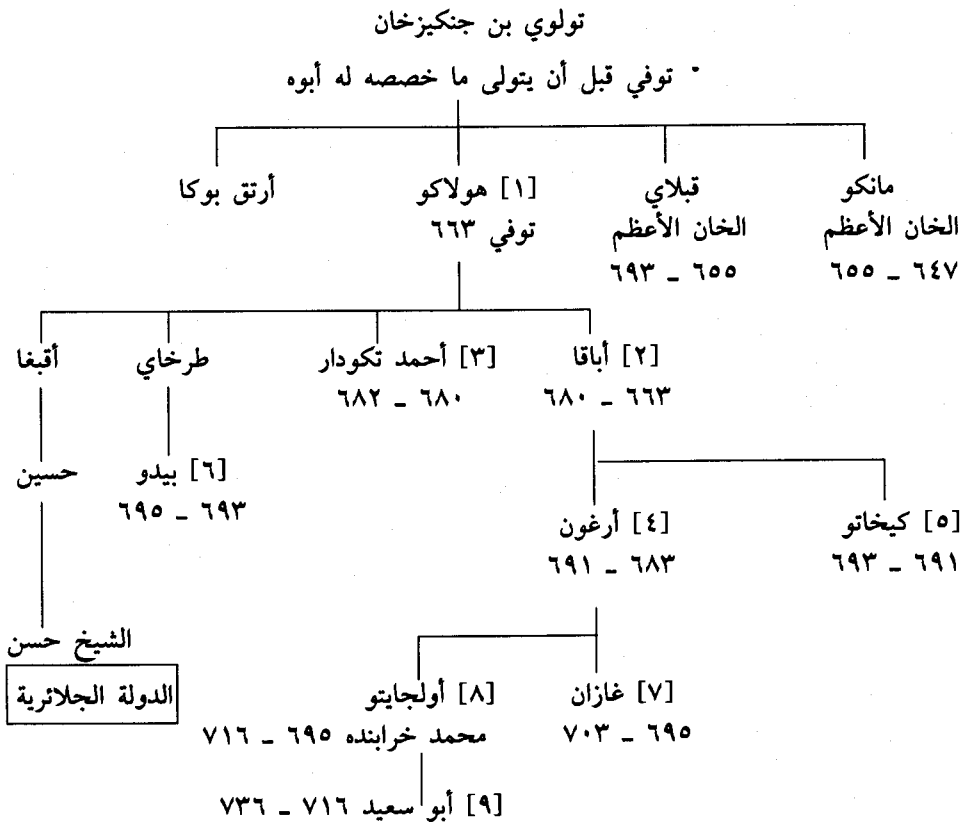 تولوي بن جنكيزخان
• توفي قبل أن يتولى ما خصصه له أبوه
مانكو
الخان الأعظم
٦٤٧ – ٦٥٥
قبلاي
الخان الأعظم
٦٥٥ – ٦٩٣
[١] هولاكو
توفي ٦٦٣
أرتق بوكا
[٢] أباقا
٦٦٣ – ٦٨٠
[٣] أحمد تكودار
٦٨٠ – ٦٨٢
طرخاي
أقبغا
[٦] بيدو
٦٩٣ – ٦٩٥
حسين
[٥] كيخاتو
٦٩١ – ٦٩٣
[٤] أرغون
٦٨٣ – ٦٩١
الشيخ حسن
الدولة الجلائرية
[٧] غازان
٦٩٥ – ٧٠٣
[٨] أولجايتو
محمد خرابنده ٦٩٥ – ٧١٦
[٩] أبو سعيد ٧١٦ – ٧٣٦